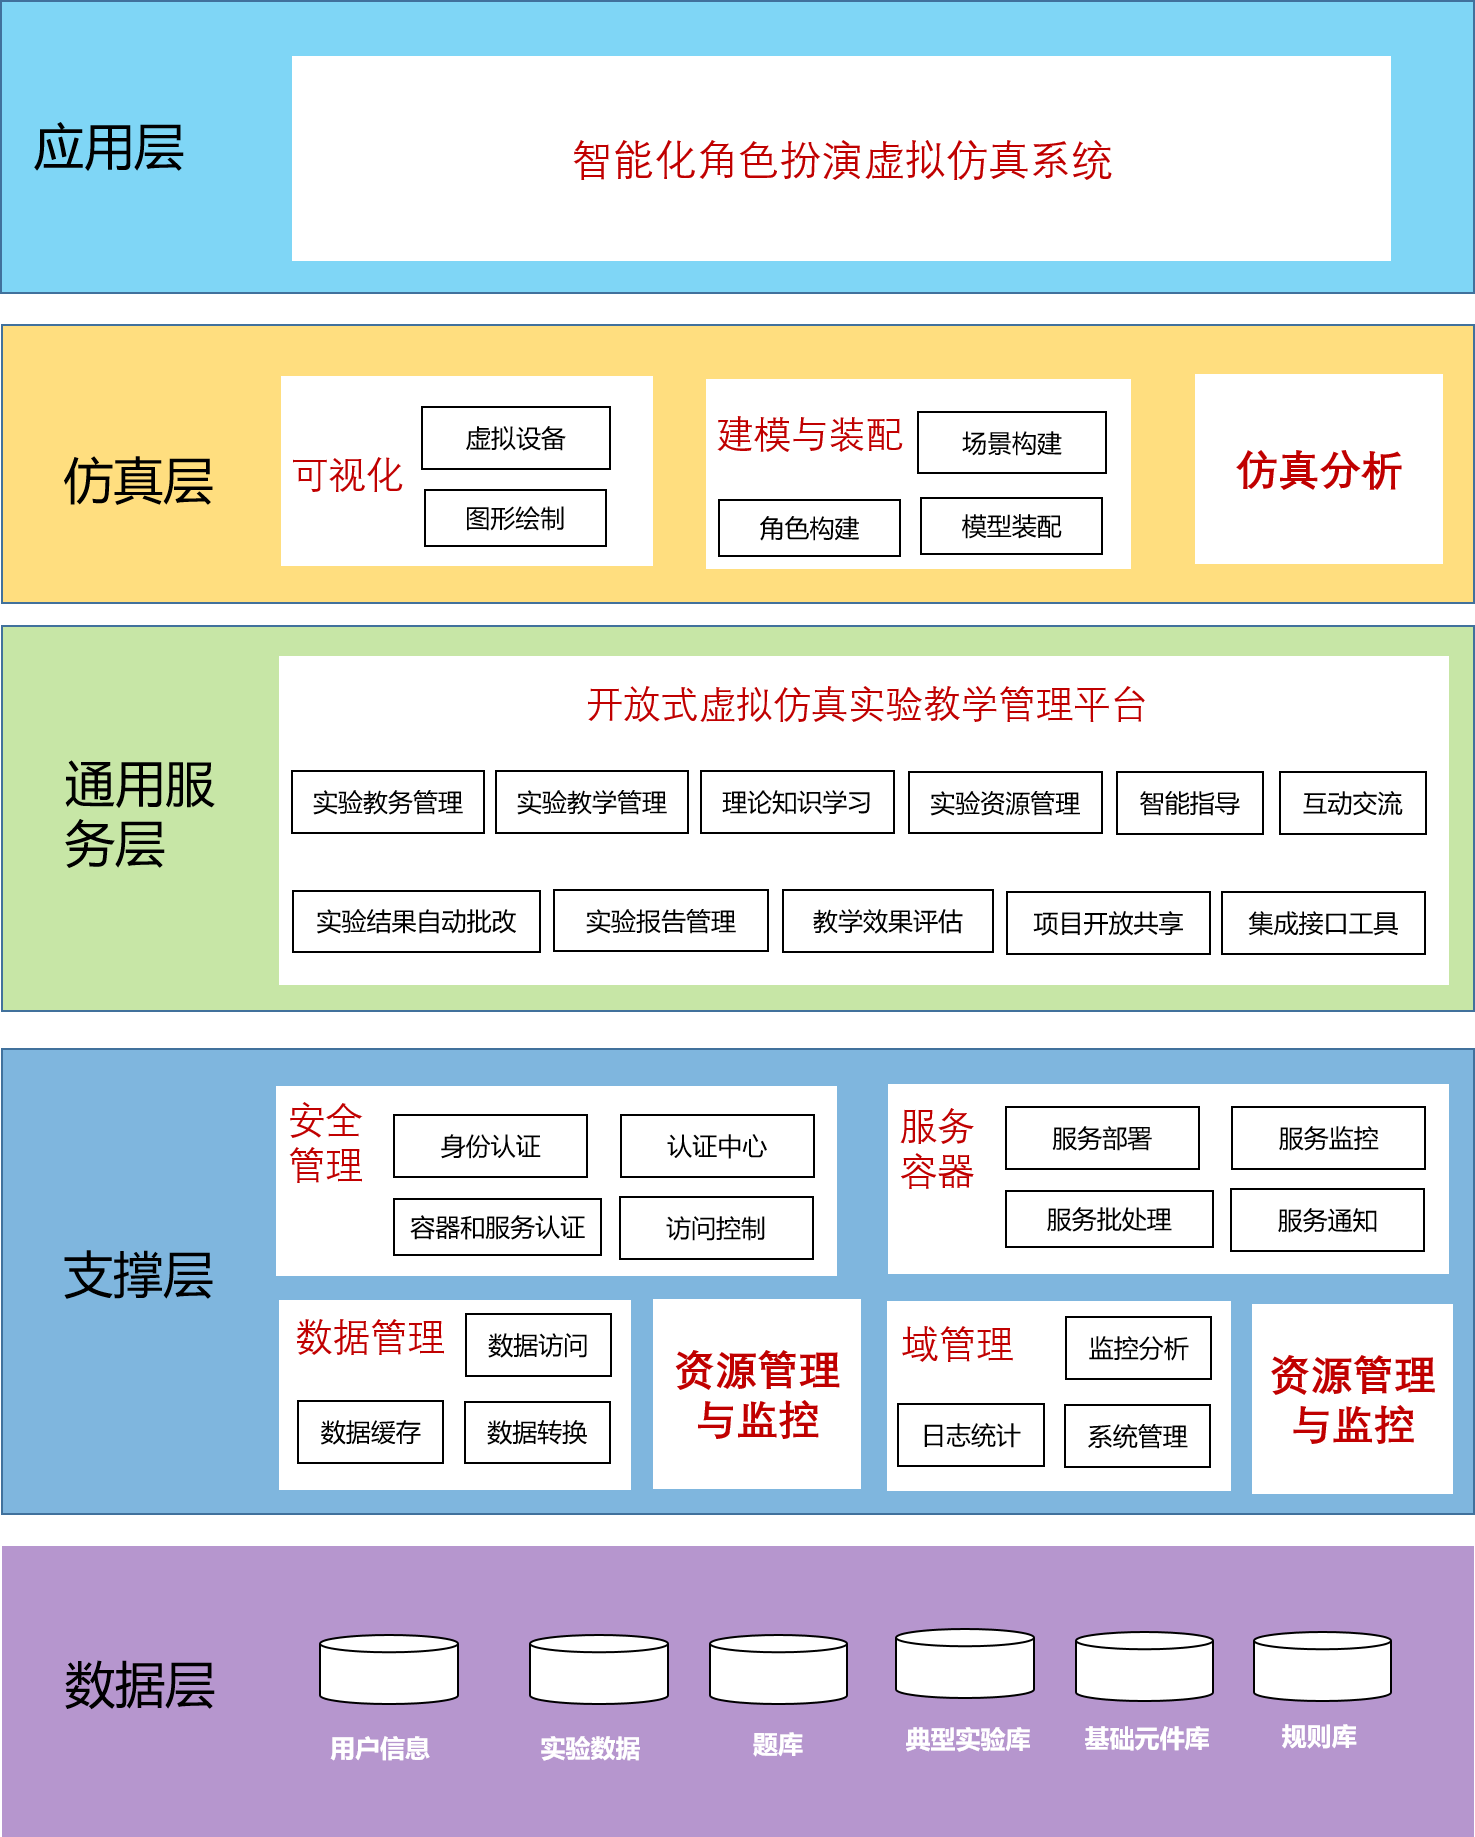 应用层
智能化角色扮演虚拟仿真系统
仿真层
可视化
虚拟设备
图形绘制
建模与装配
场景构建
角色构建
模型装配
仿真分析
通用服
务层
开放式虚拟仿真实验教学管理平台
实验教务管理
实验教学管理
理论知识学习
实验资源管理
智能指导
互动交流
实验结果自动批改
实验报告管理
教学效果评估
项目开放共享
集成接口工具
支撑层
安全
管理
身份认证
认证中心
容器和服务认证
访问控制
服务
容器
服务部署
服务监控
服务批处理
服务通知
数据管理
数据访问
数据缓存
数据转换
资源管理
与监控
域管理
监控分析
日志统计
系统管理
资源管理
与监控
数据层
用户信息
实验数据
题库
典型实验库
基础元件库
规则库